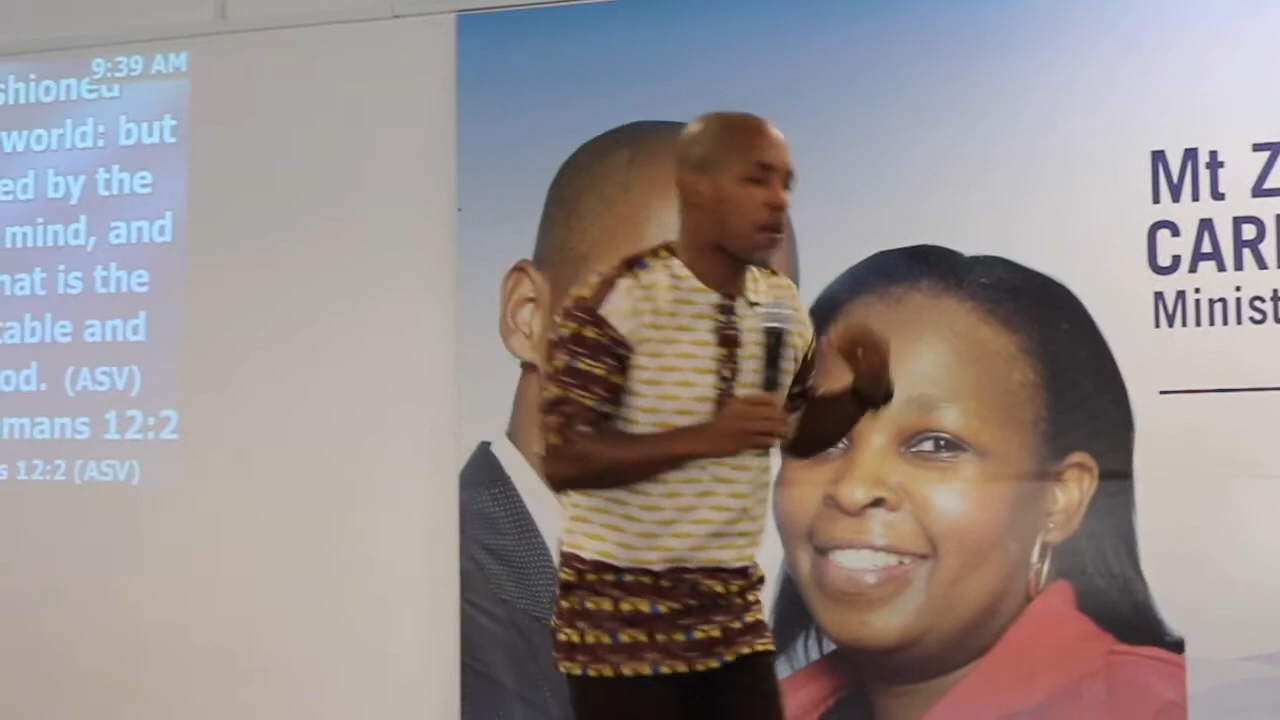 9:39 AM
shioned
world: but
ed by the
mind, and
hat is the
table and
od. (ASV)
mans 12:2
s 12:2 (ASV)
Mt Z
CAR
Minist